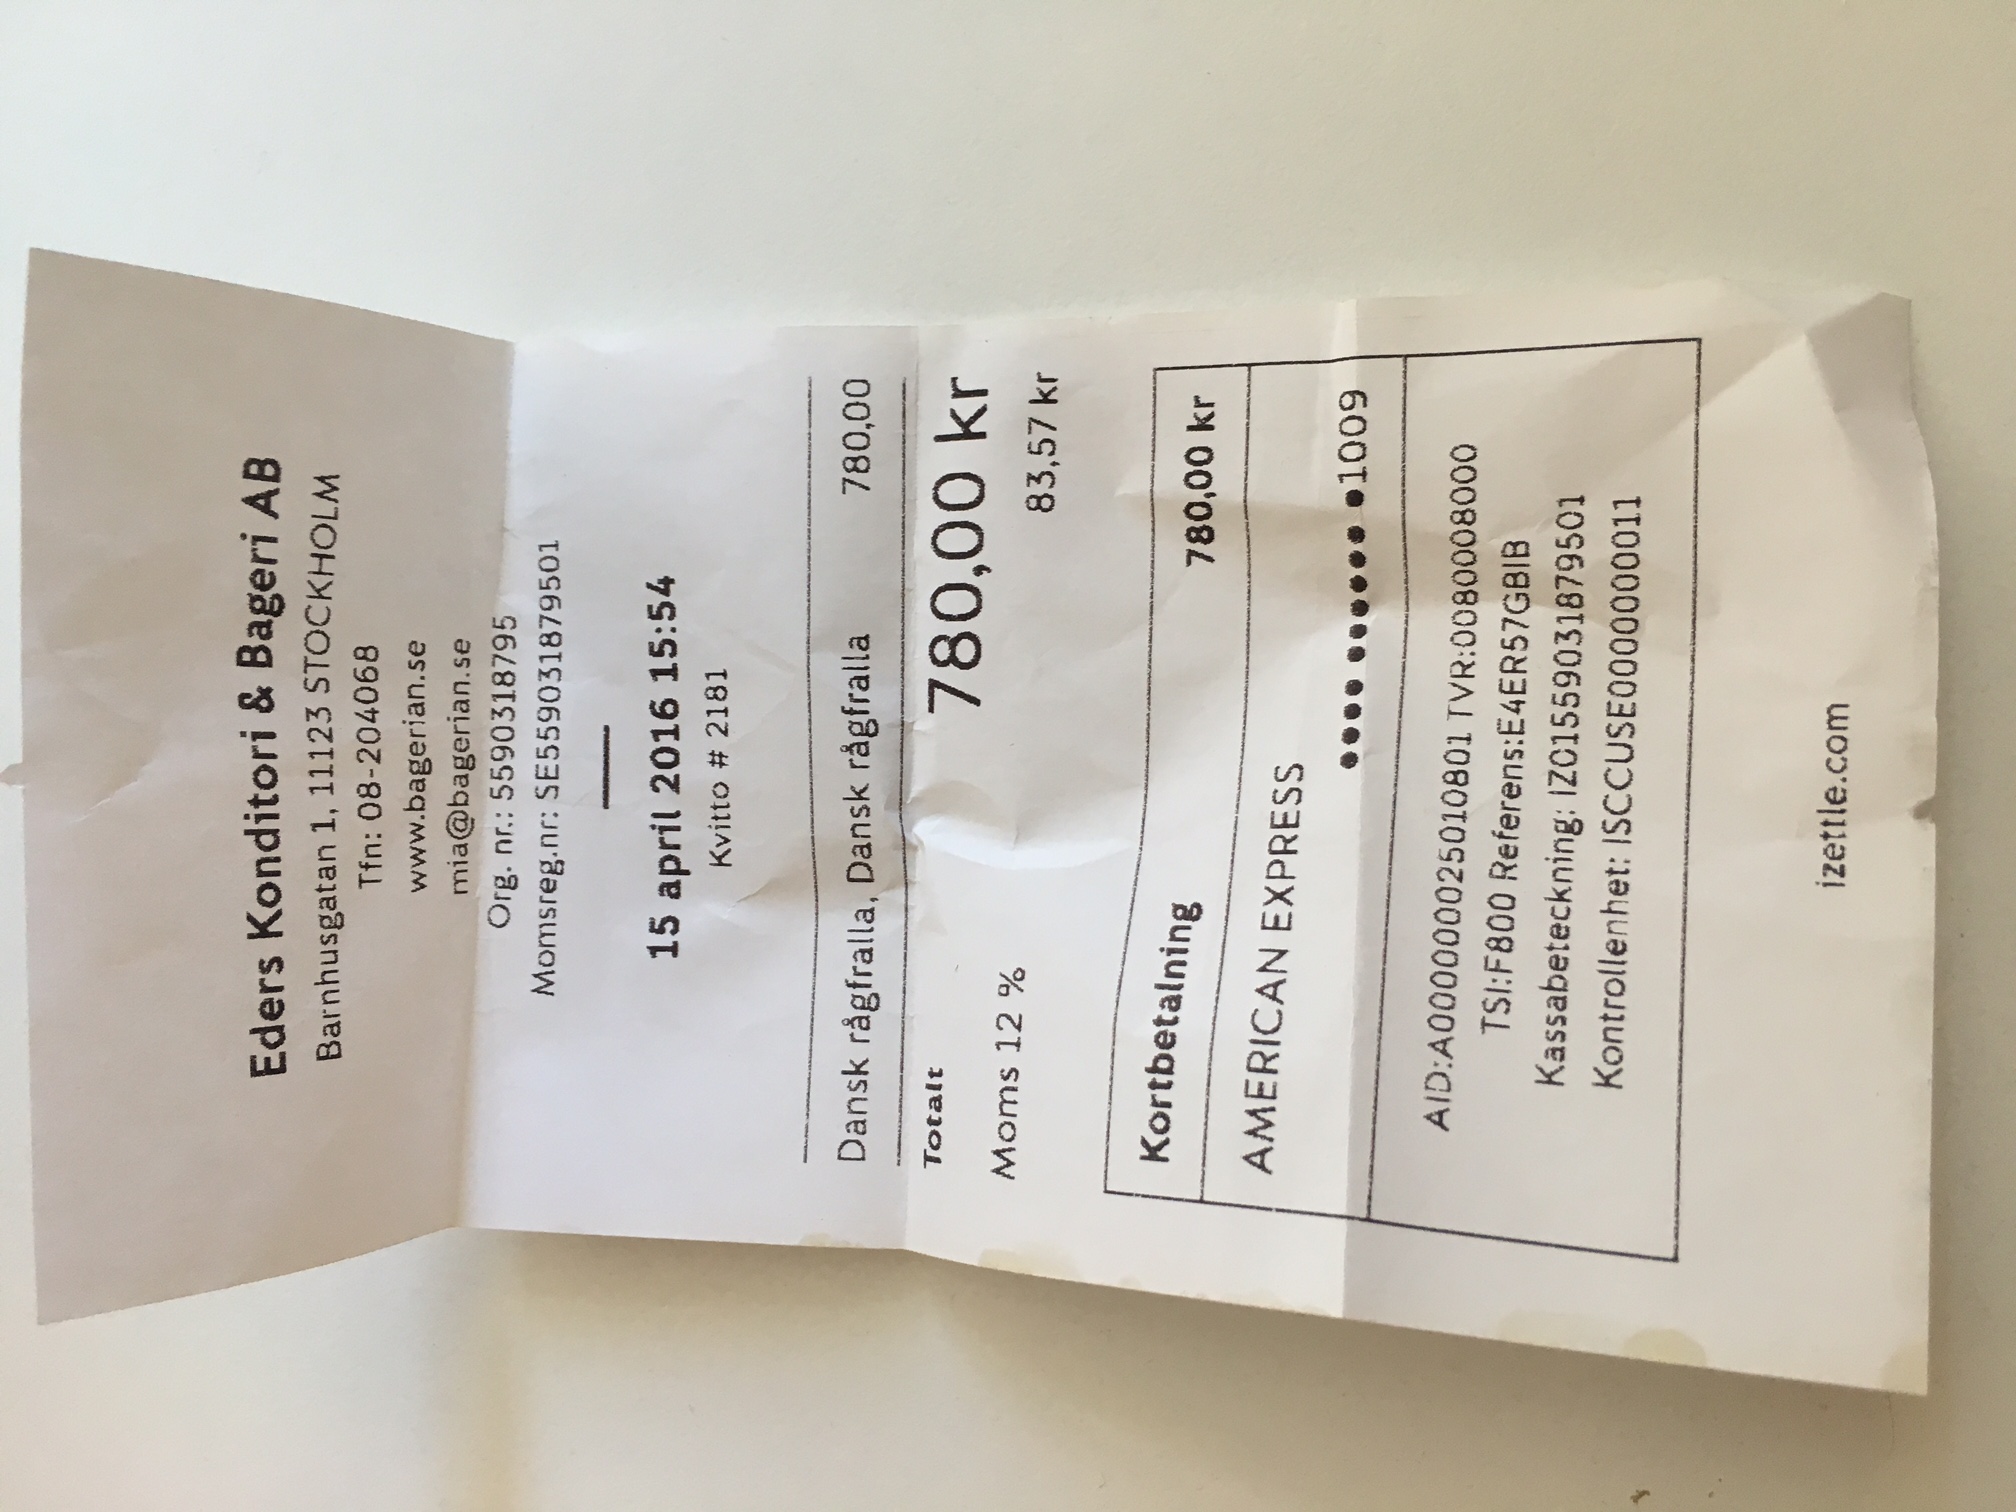 Eders Konditori & Bageri AB
Barnhusgatan 1, 11123 STOCKHOLM
Tfn: 08-204068
www.bagerian.se
mia@bagerian.se
Org. nr.: 5590318795
Momsreg.nr: SE559031879501
15 april 2016 15:54
Kvitto # 2181
Dansk rågfralla, Dansk rågfralla 780,00
Totalt 780,00 kr
Moms 12 % 83,57 kr
Kortbetalning 780,00 kr
AMERICAN EXPRESS
•••• •••••• •1009
AID:A000000025010801 TVR:0080008000
TSI:F800 Referens:E4ER57GBIB
Kassabeteckning: IZ01559031879501
Kontrollenhet: ISCCUSE0000000011
izettle.com